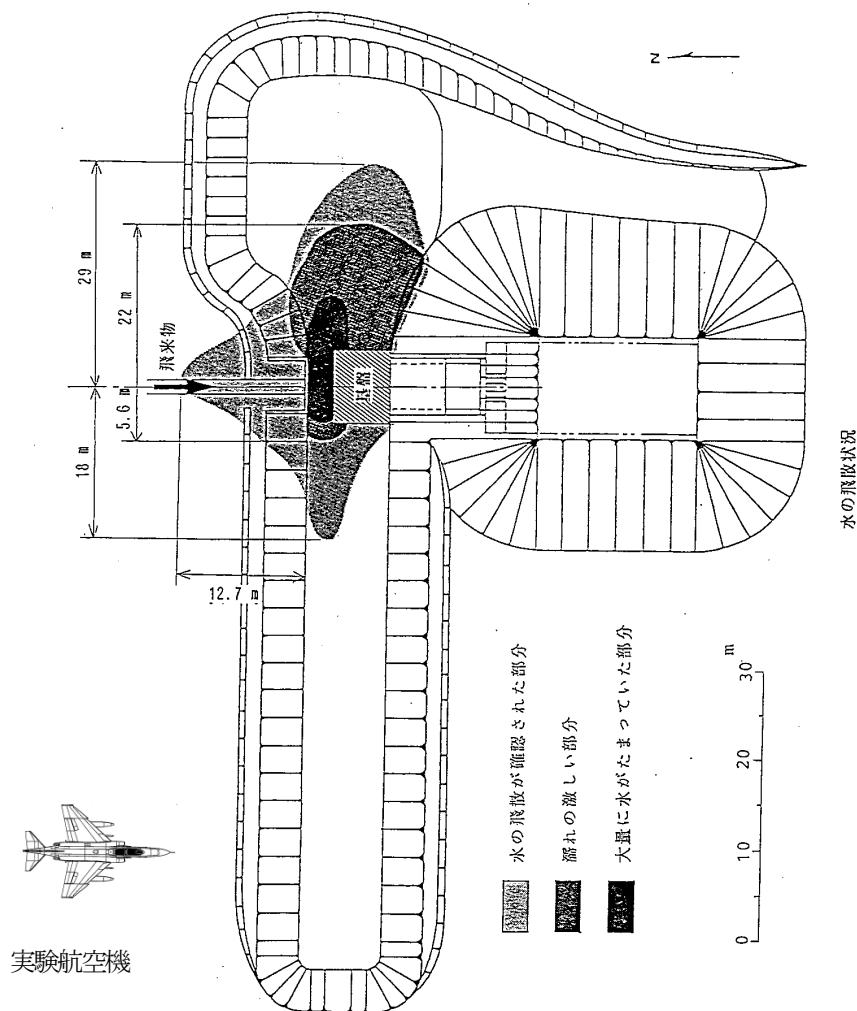 N
29 m
22 m
飛来物
5.6 m
18 m
12.7 m
基盤
水の飛散状況
水の飛散が確認された部分
濡れの激しい部分
大量に水がたまっていた部分
0 10 20 30 m
実験航空機